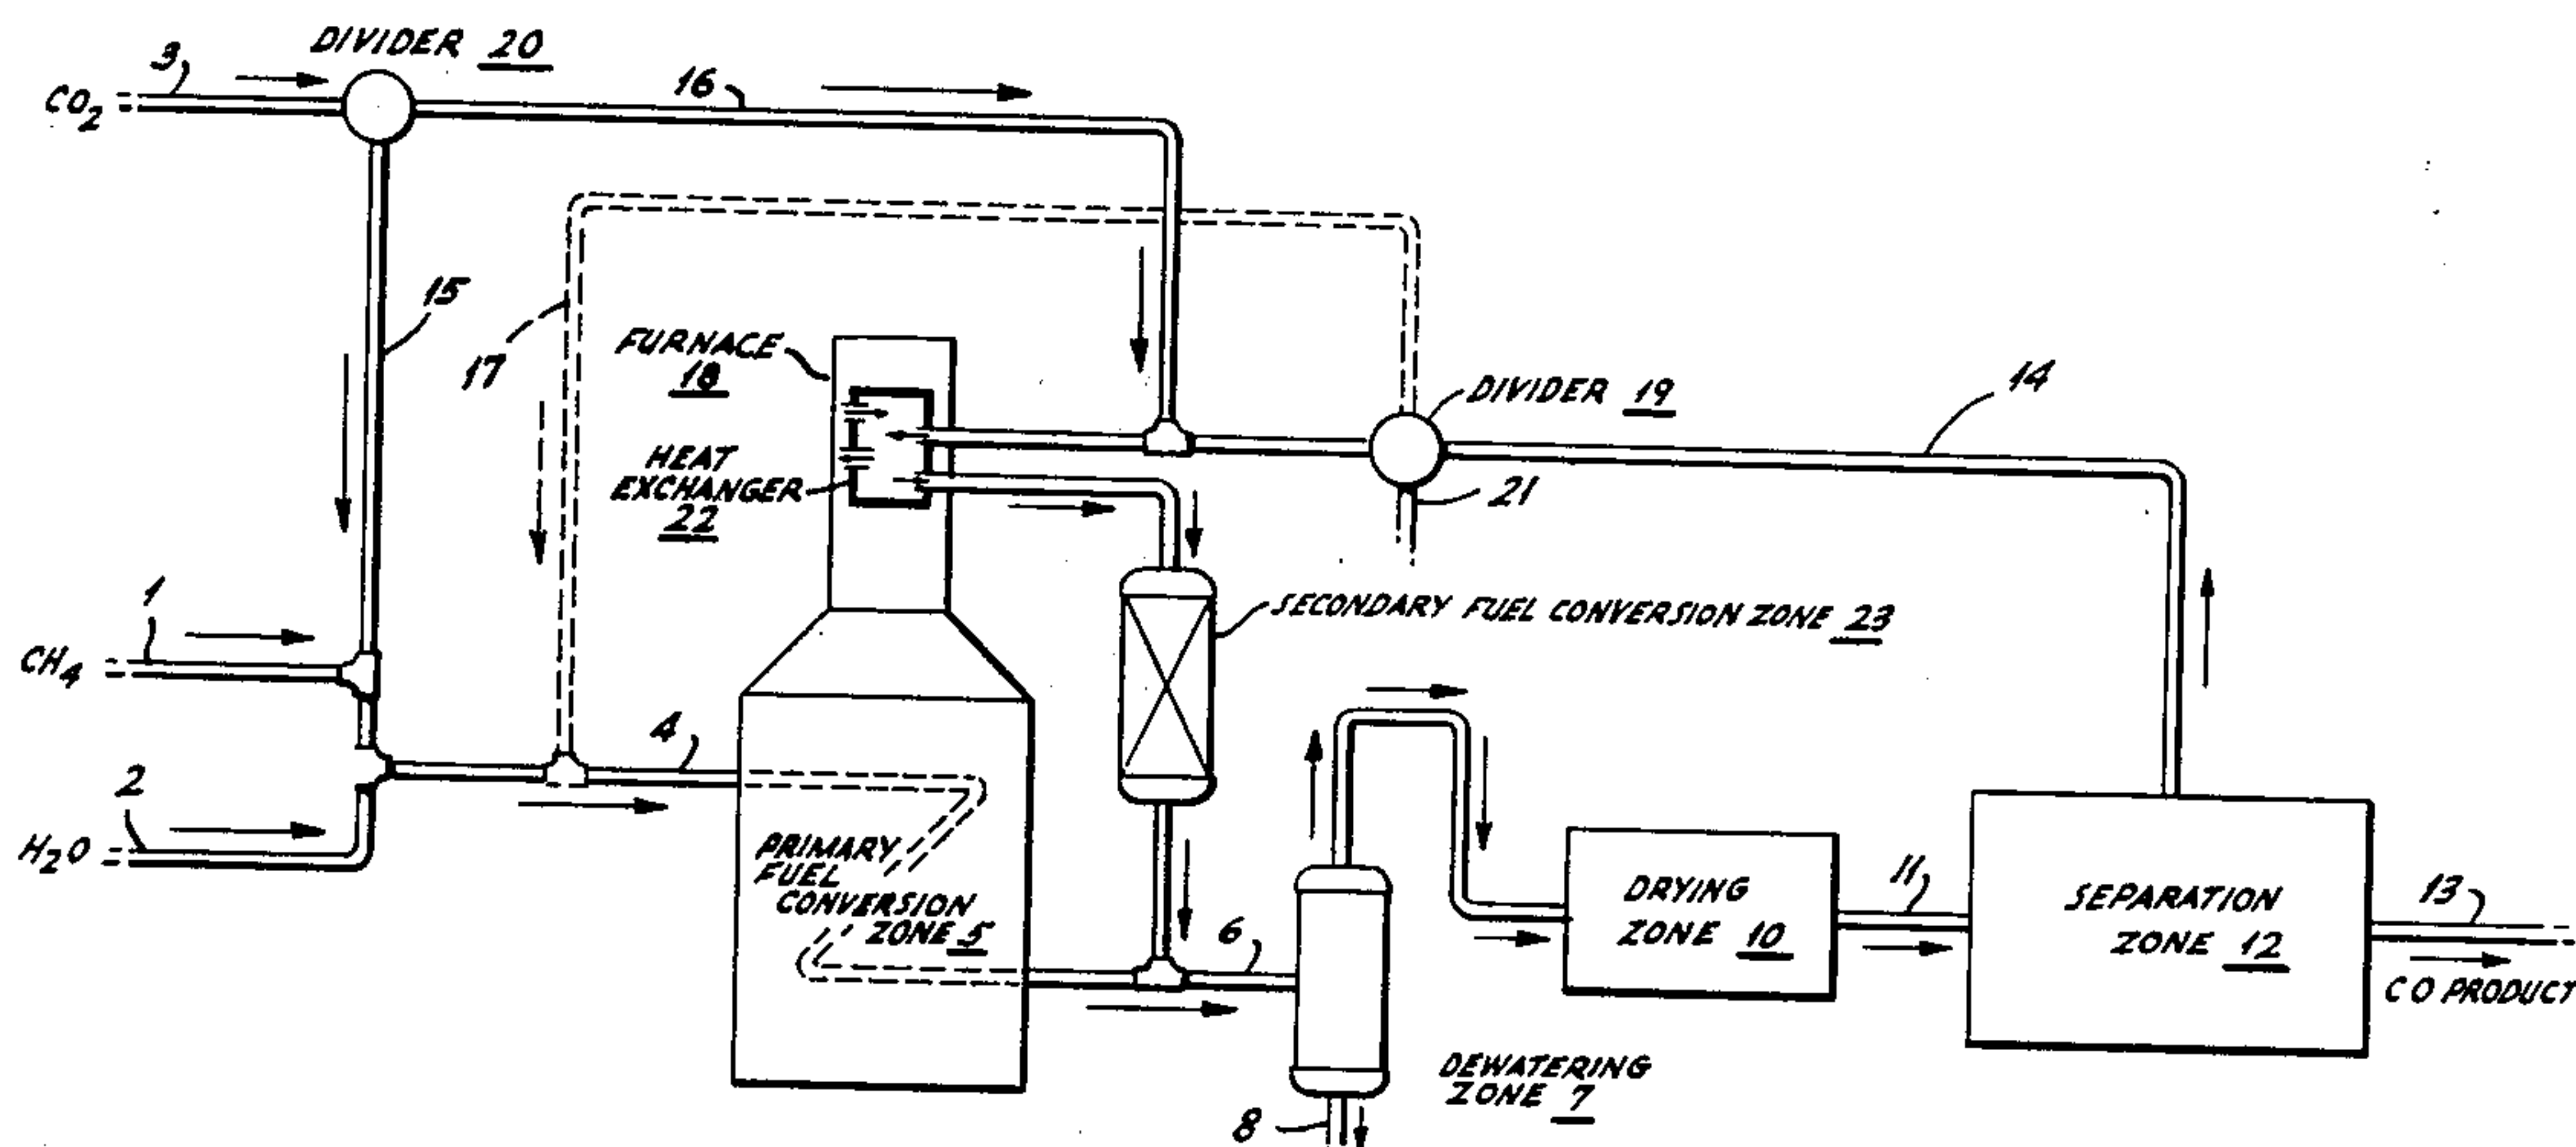 DIVIDER 20
3
CO2
16
15
17
FURNACE
18
HEAT
EXCHANGER
22
DIVIDER 19
14
21
1
CH4
SECONDARY FUEL CONVERSION ZONE 23
4
2
H2O
PRIMARY
FUEL
CONVERSION
ZONE 5
6
DRYING
ZONE 10
11
SEPARATION
ZONE 12
13
CO PRODUCT
DEWATERING
ZONE 7
8